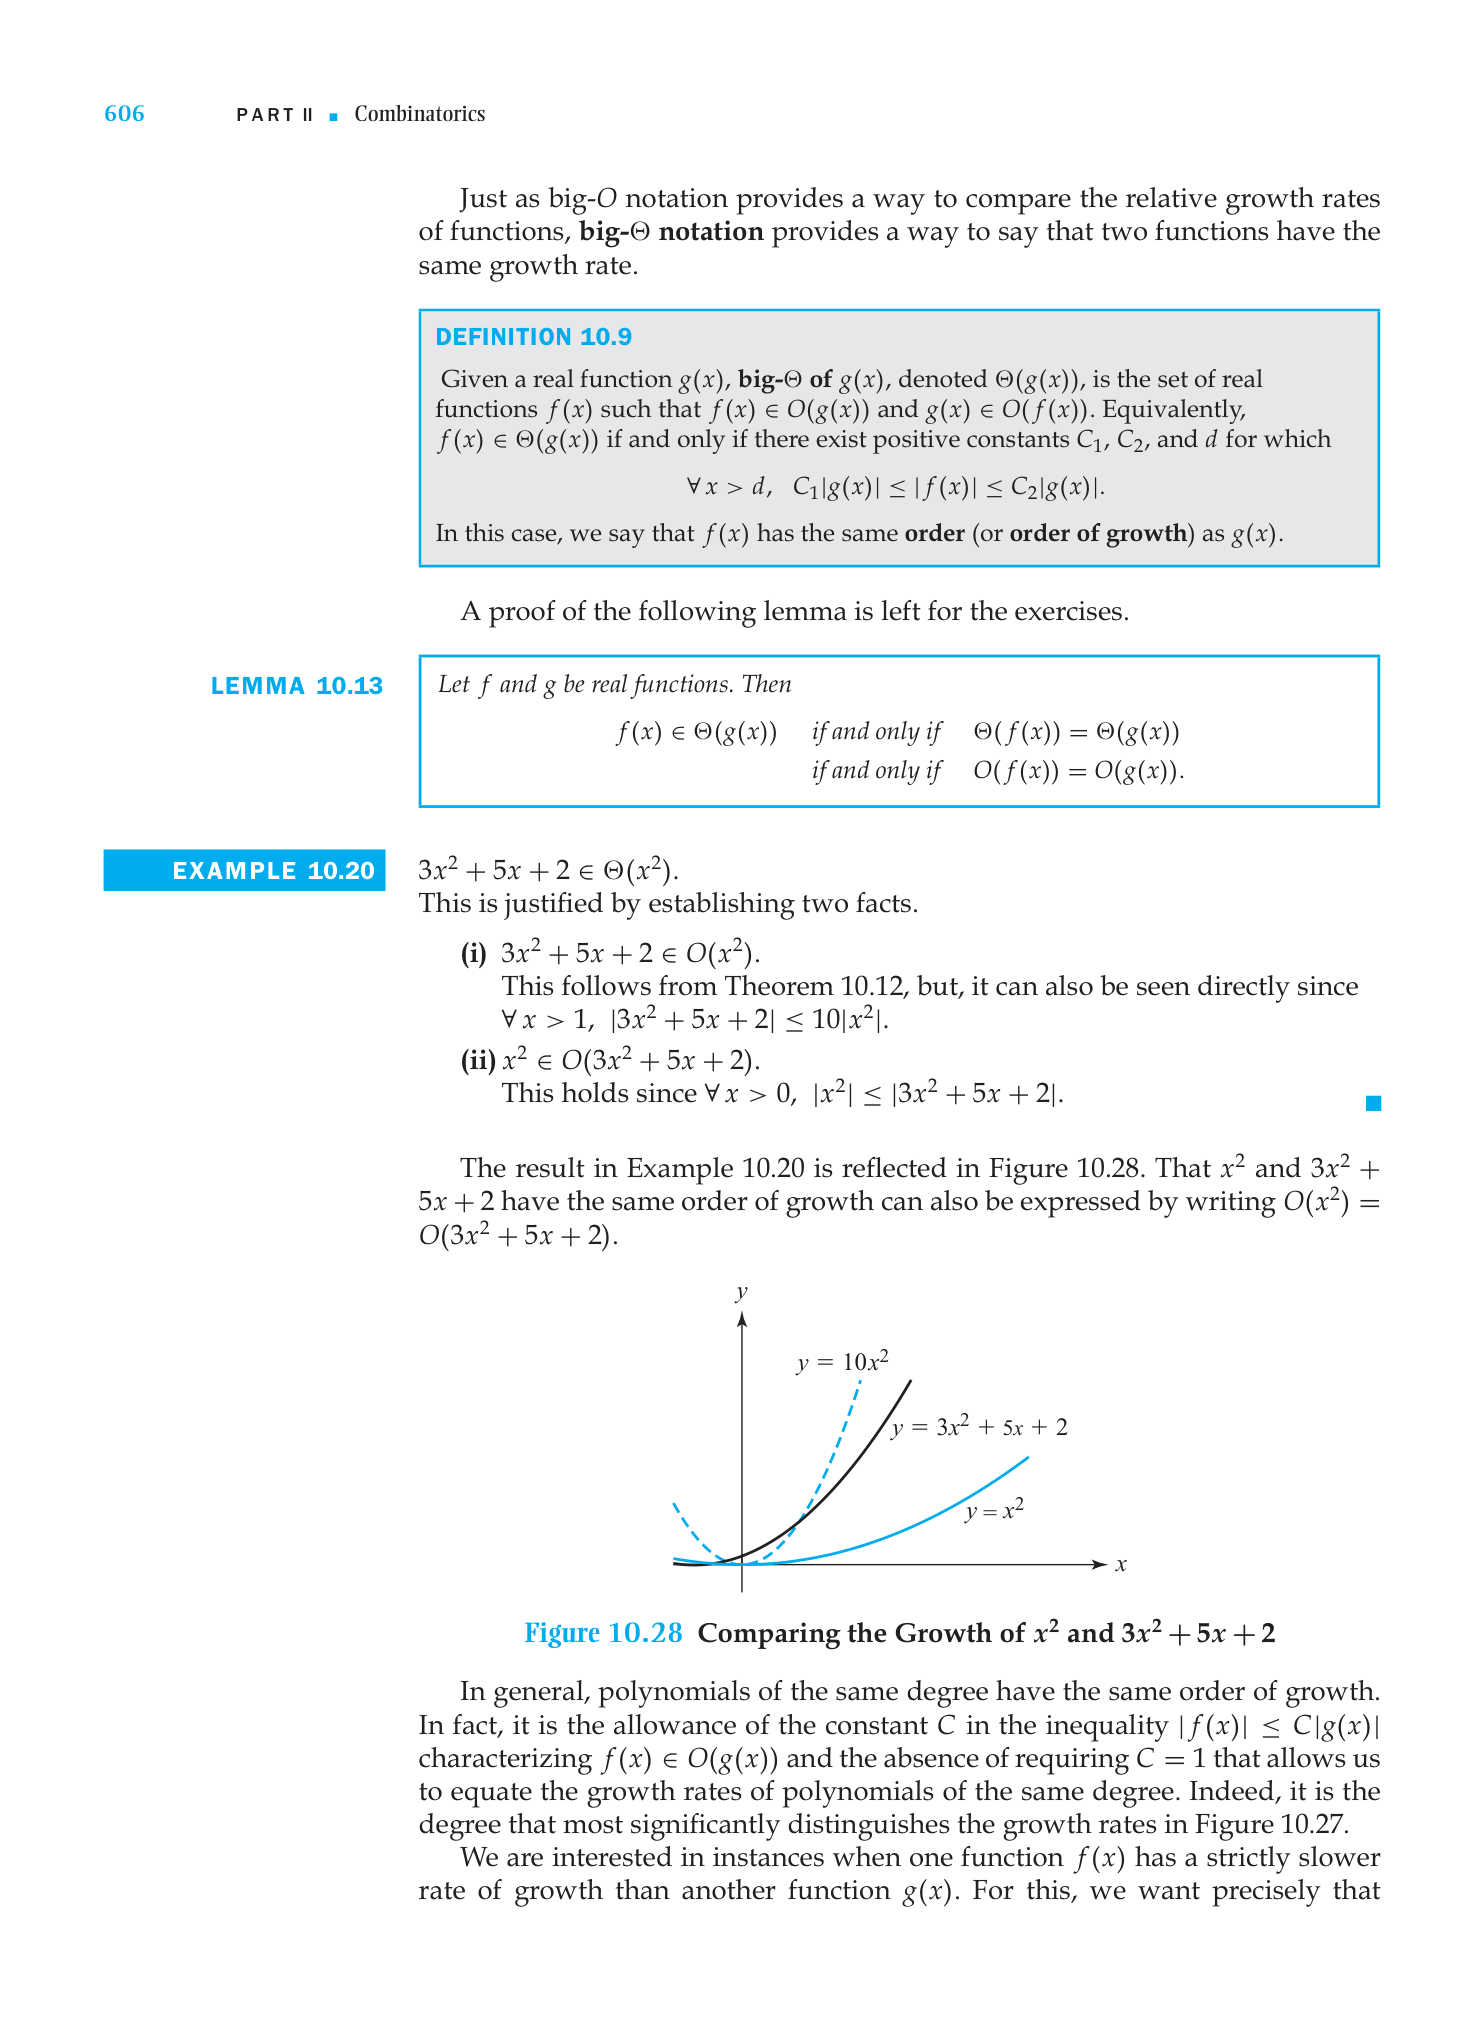 606 PART II ■ Combinatorics
Just as big-O notation provides a way to compare the relative growth rates
of functions, big-Θ notation provides a way to say that two functions have the
same growth rate.
DEFINITION 10.9
Given a real function g(x), big-Θ of g(x), denoted Θ(g(x)), is the set of real
functions f(x) such that f(x) ∈ O(g(x)) and g(x) ∈ O(f(x)). Equivalently,
f(x) ∈ Θ(g(x)) if and only if there exist positive constants C₁, C₂, and d for which
∀ x > d, C₁|g(x)| ≤ |f(x)| ≤ C₂|g(x)|.
In this case, we say that f(x) has the same order (or order of growth) as g(x).
A proof of the following lemma is left for the exercises.
LEMMA 10.13
Let f and g be real functions. Then
f(x) ∈ Θ(g(x)) if and only if Θ(f(x)) = Θ(g(x))
if and only if O(f(x)) = O(g(x)).
EXAMPLE 10.20
3x² + 5x + 2 ∈ Θ(x²).
This is justified by establishing two facts.
(i) 3x² + 5x + 2 ∈ O(x²).
This follows from Theorem 10.12, but, it can also be seen directly since
∀ x > 1, |3x² + 5x + 2| ≤ 10|x²|.
(ii) x² ∈ O(3x² + 5x + 2).
This holds since ∀ x > 0, |x²| ≤ |3x² + 5x + 2|.
The result in Example 10.20 is reflected in Figure 10.28. That x² and 3x² +
5x + 2 have the same order of growth can also be expressed by writing O(x²) =
O(3x² + 5x + 2).
y
y = 10x²
y = 3x² + 5x + 2
y = x²
x
Figure 10.28 Comparing the Growth of x² and 3x² + 5x + 2
In general, polynomials of the same degree have the same order of growth.
In fact, it is the allowance of the constant C in the inequality |f(x)| ≤ C|g(x)|
characterizing f(x) ∈ O(g(x)) and the absence of requiring C = 1 that allows us
to equate the growth rates of polynomials of the same degree. Indeed, it is the
degree that most significantly distinguishes the growth rates in Figure 10.27.
We are interested in instances when one function f(x) has a strictly slower
rate of growth than another function g(x). For this, we want precisely that